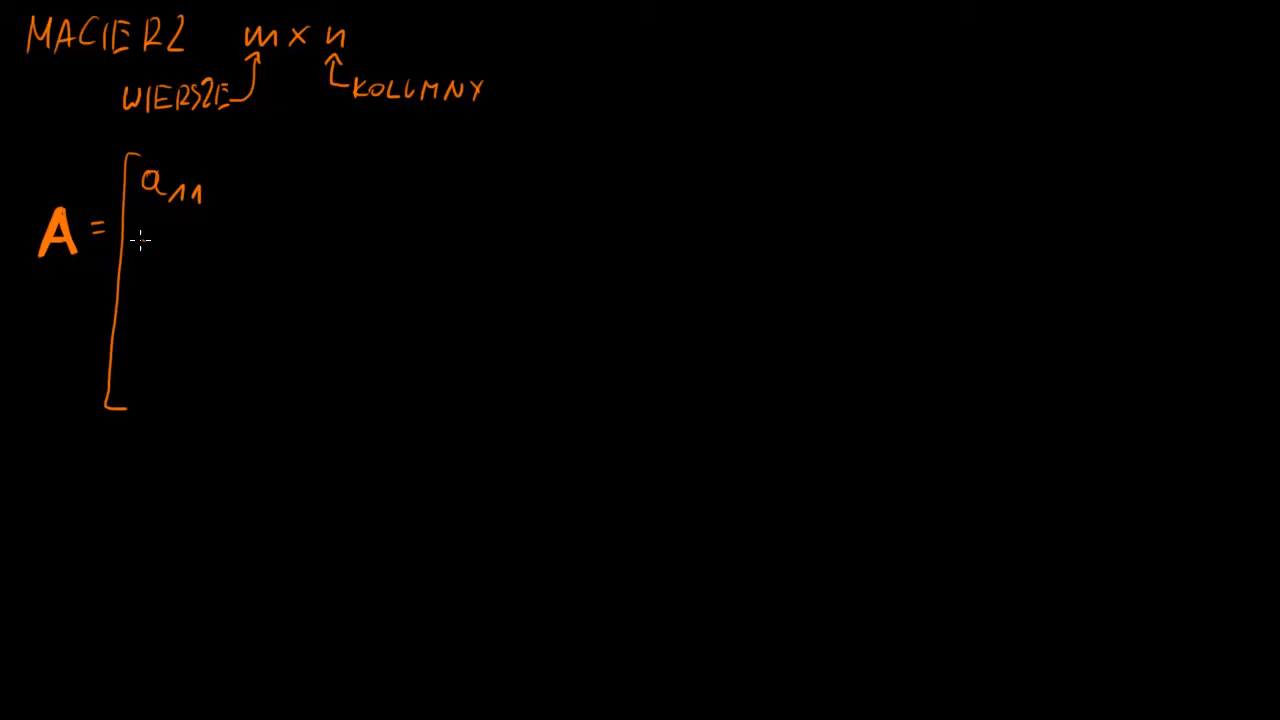 MACIERZ m × n
WIERSZE KOLUMNY
A = [ a₁₁